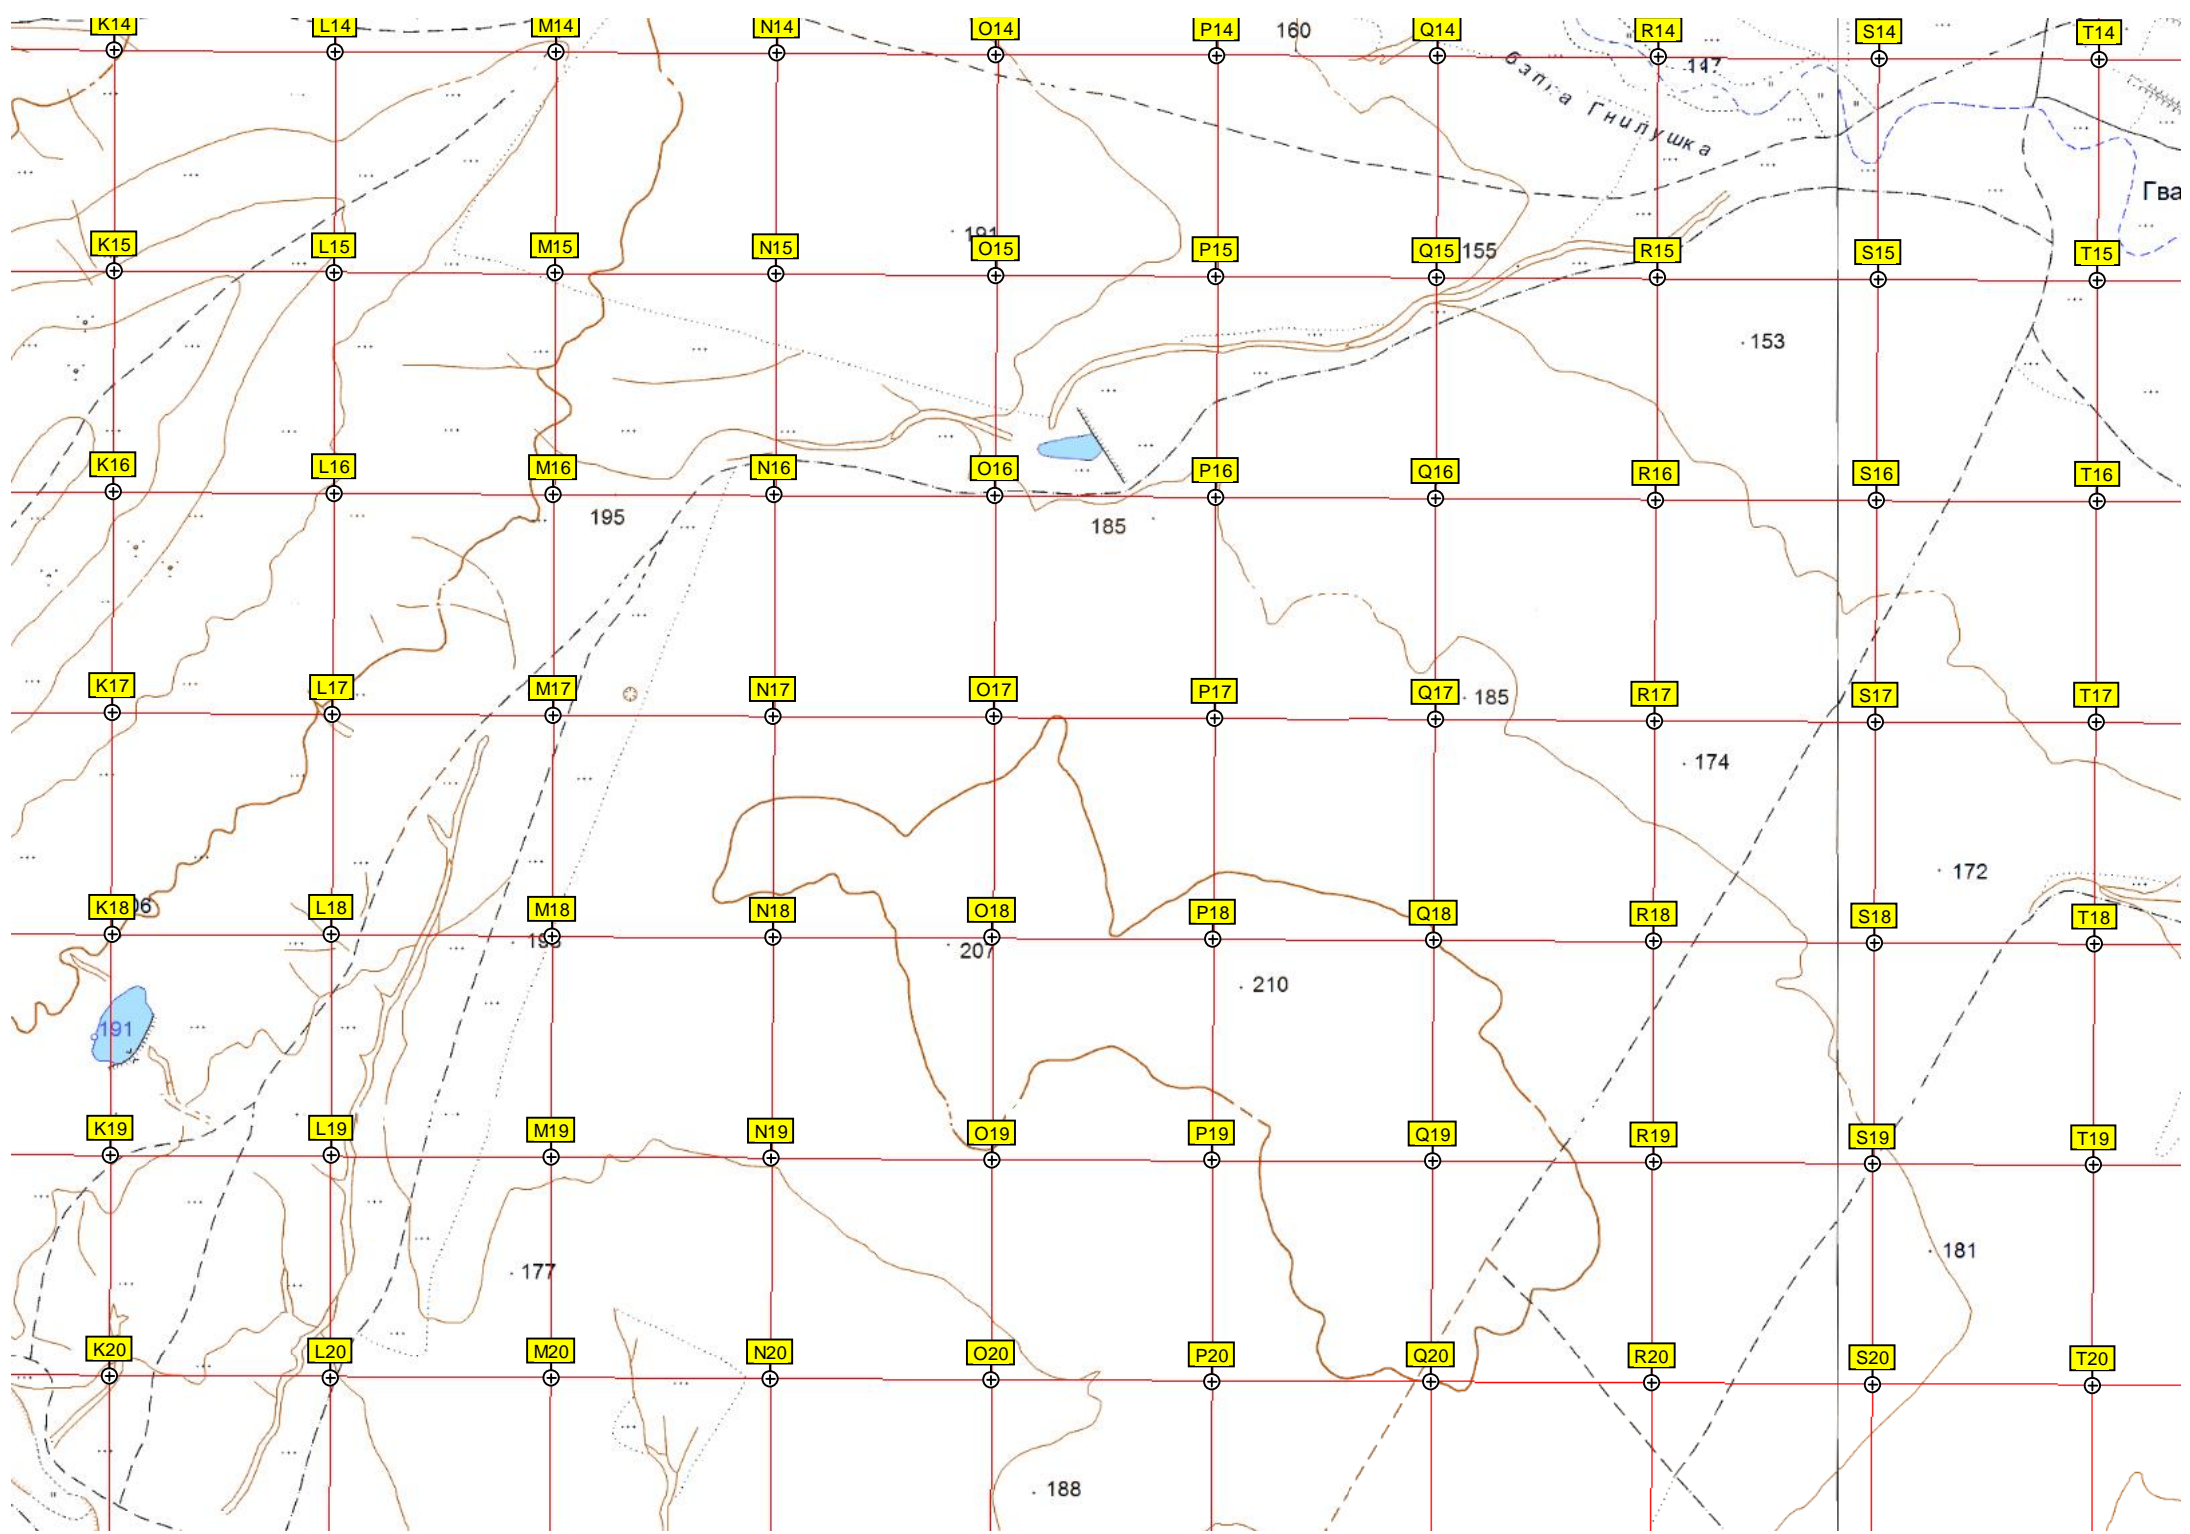 K14 L14 M14 N14 O14 P14 160 Q14 R14 S14 T14
147
балка Гнилушка
Гва
191
K15 L15 M15 N15 O15 P15 Q15 155 R15 S15 T15
153
K16 L16 M16 N16 O16 P16 Q16 R16 S16 T16
195 185
K17 L17 M17 N17 O17 P17 Q17 185 R17 S17 T17
174
172
K18 06 L18 M18 N18 O18 P18 Q18 R18 S18 T18
193 207
210
191
K19 L19 M19 N19 O19 P19 Q19 R19 S19 T19
181
177
K20 L20 M20 N20 O20 P20 Q20 R20 S20 T20
188